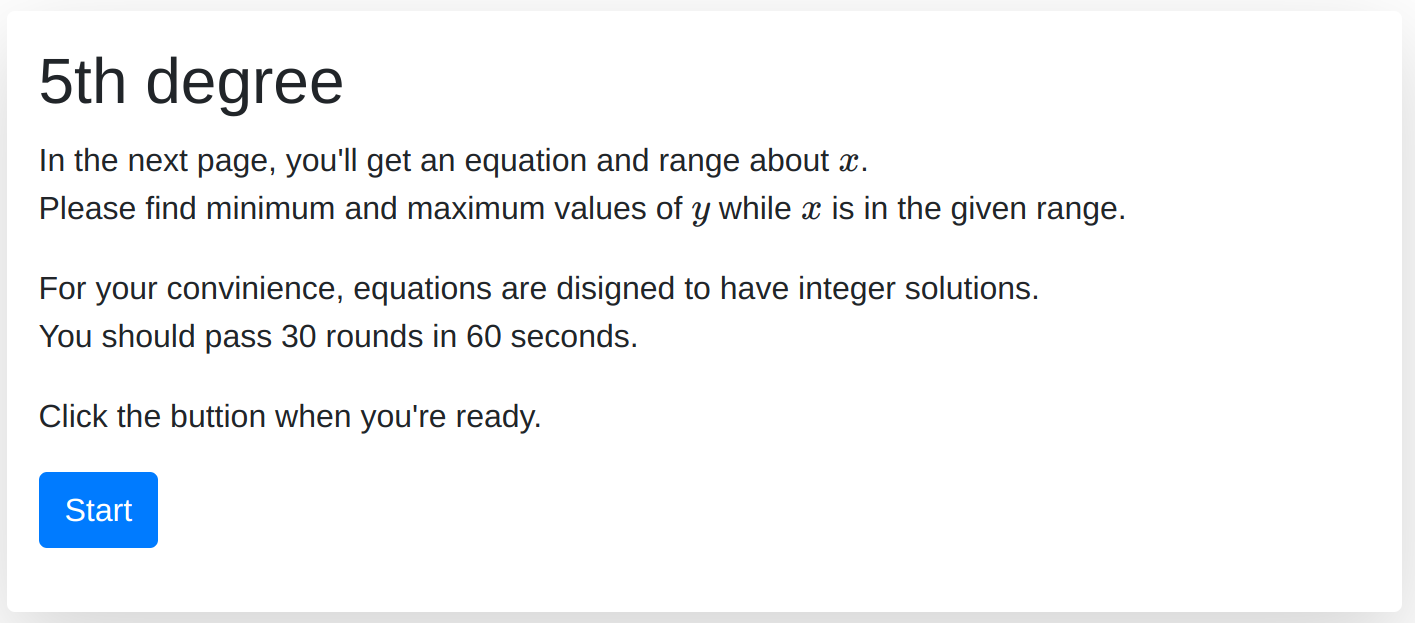 5th degree
In the next page, you'll get an equation and range about x.
Please find minimum and maximum values of y while x is in the given range.
For your convinience, equations are disigned to have integer solutions.
You should pass 30 rounds in 60 seconds.
Click the buttion when you're ready.
Start